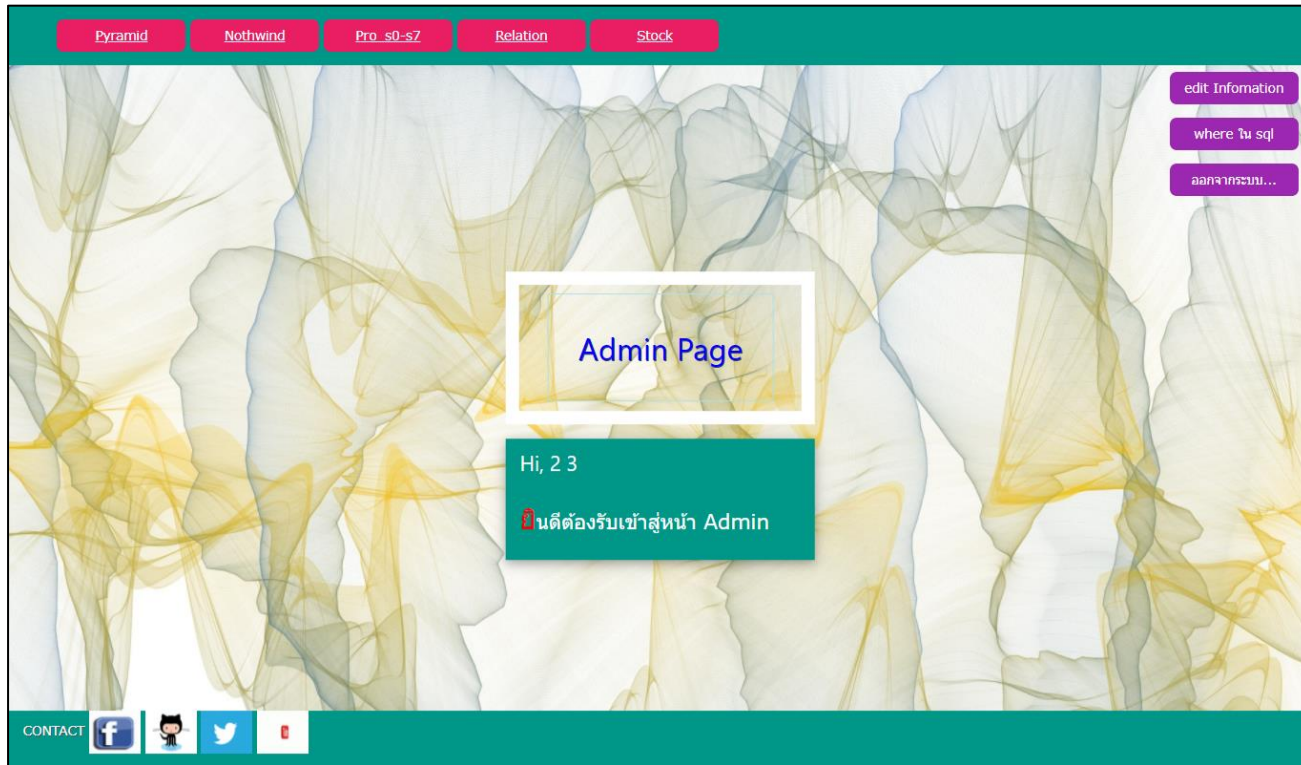 Pyramid Nothwind Pro_s0-s7 Relation Stock
edit Infomation
where ใน sql
ออกจากระบบ...
Admin Page
Hi, 2 3
ยินดีต้องรับเข้าสู่หน้า Admin
CONTACT